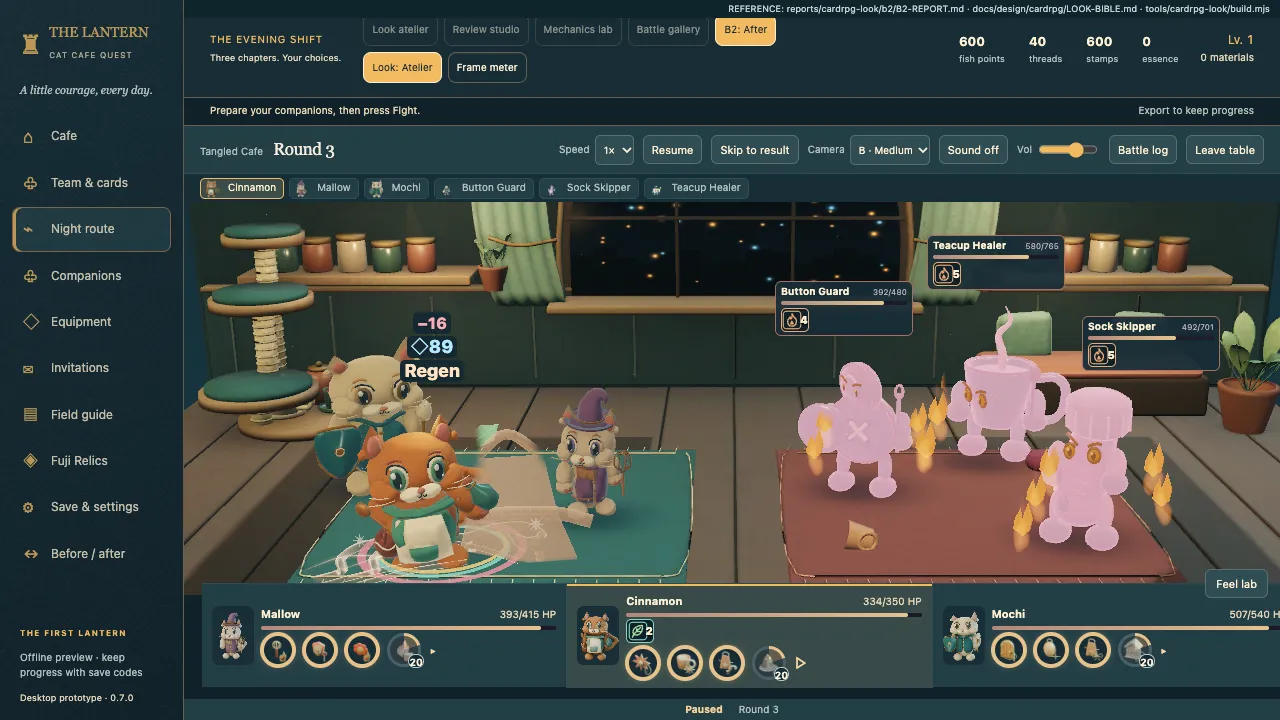 REFERENCE: reports/cardrpg-look/b2/B2-REPORT.md · docs/design/cardrpg/LOOK-BIBLE.md · tools/cardrpg-look/build.mjs
THE LANTERN
CAT CAFE QUEST
A little courage, every day.
Cafe
Team & cards
Night route
Companions
Equipment
Invitations
Field guide
Fuji Relics
Save & settings
Before / after
THE FIRST LANTERN
Offline preview · keep
progress with save codes
Desktop prototype · 0.7.0
THE EVENING SHIFT
Three chapters. Your choices.
Look atelier
Review studio
Mechanics lab
Battle gallery
B2: After
Look: Atelier
Frame meter
600
fish points
40
threads
600
stamps
0
essence
Lv. 1
0 materials
Prepare your companions, then press Fight.
Export to keep progress
Tangled Cafe
Round 3
Speed
1×
Resume
Skip to result
Camera
B · Medium
Sound off
Vol
Battle log
Leave table
Cinnamon
Mallow
Mochi
Button Guard
Sock Skipper
Teacup Healer
Teacup Healer 580/765
5
Button Guard 392/480
4
Sock Skipper 492/701
5
−16
89
Regen
Feel lab
Mallow 393/415 HP
20
Cinnamon 334/350 HP
2
20
Mochi 507/540 H
20
Paused Round 3